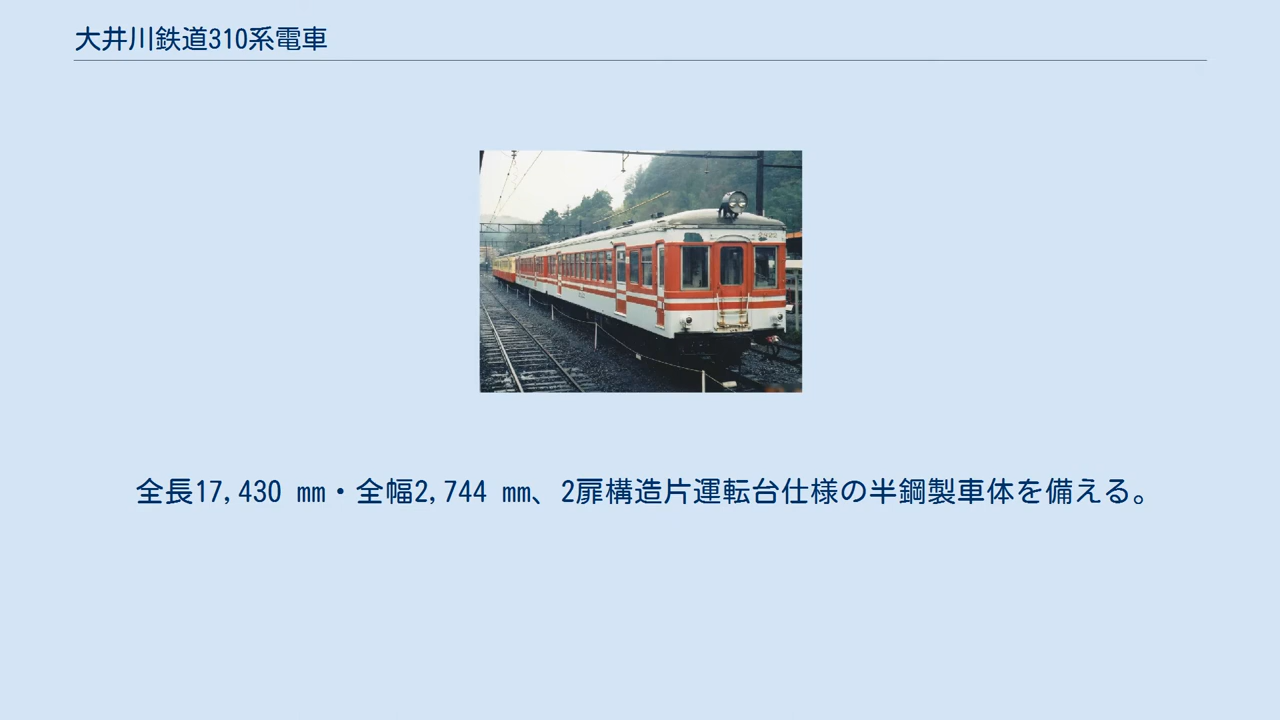 大井川鉄道310系電車
全長17,430 mm・全幅2,744 mm、2扉構造片運転台仕様の半鋼製車体を備える。